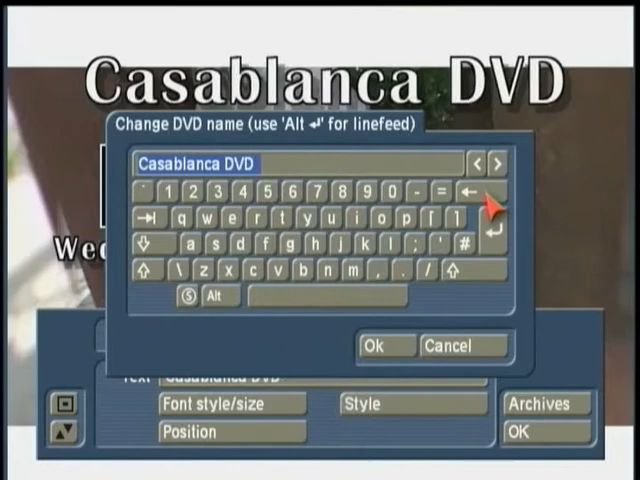 Casablanca DVD
Change DVD name (use 'Alt ↵' for linefeed)
Casablanca DVD < >
` 1 2 3 4 5 6 7 8 9 0 - = ←
q w e r t y u i o p [ ]
a s d f g h j k l ; ' #
\ z x c v b n m , . / 
S Alt
Wed
Ok Cancel
Text Casablanca DVD
Font style/size Style Archives
Position OK